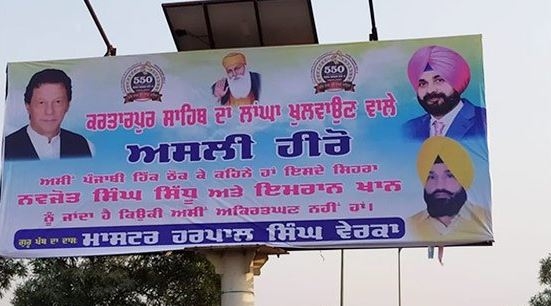 550
550
ਕਰਤਾਰਪੁਰ ਸਾਹਿਬ ਦਾ ਲਾਂਘਾ ਖੁਲਵਾਉਣ ਵਾਲੇ
ਅਸਲੀ ਹੀਰੋ
ਅਸੀਂ ਪੰਜਾਬੀ ਹਿੱਕ ਠੋਕ ਕੇ ਕਹਿਨੇ ਹਾਂ ਇਸਦੇ ਸਿਹਰਾ
ਨਵਜੋਤ ਸਿੰਘ ਸਿੱਧੂ ਅਤੇ ਇਮਰਾਨ ਖਾਨ
ਨੂੰ ਜਾਂਦਾ ਹੈ ਕਿਉਂਕੀ ਅਸੀਂ ਅਕਿਰਤਘਣ ਨਹੀਂ ਹਾਂ।
ਗੁਰੂ ਪੰਥ ਦਾ ਦਾਸ: ਮਾਸਟਰ ਹਰਪਾਲ ਸਿੰਘ ਵੇਰਕਾ